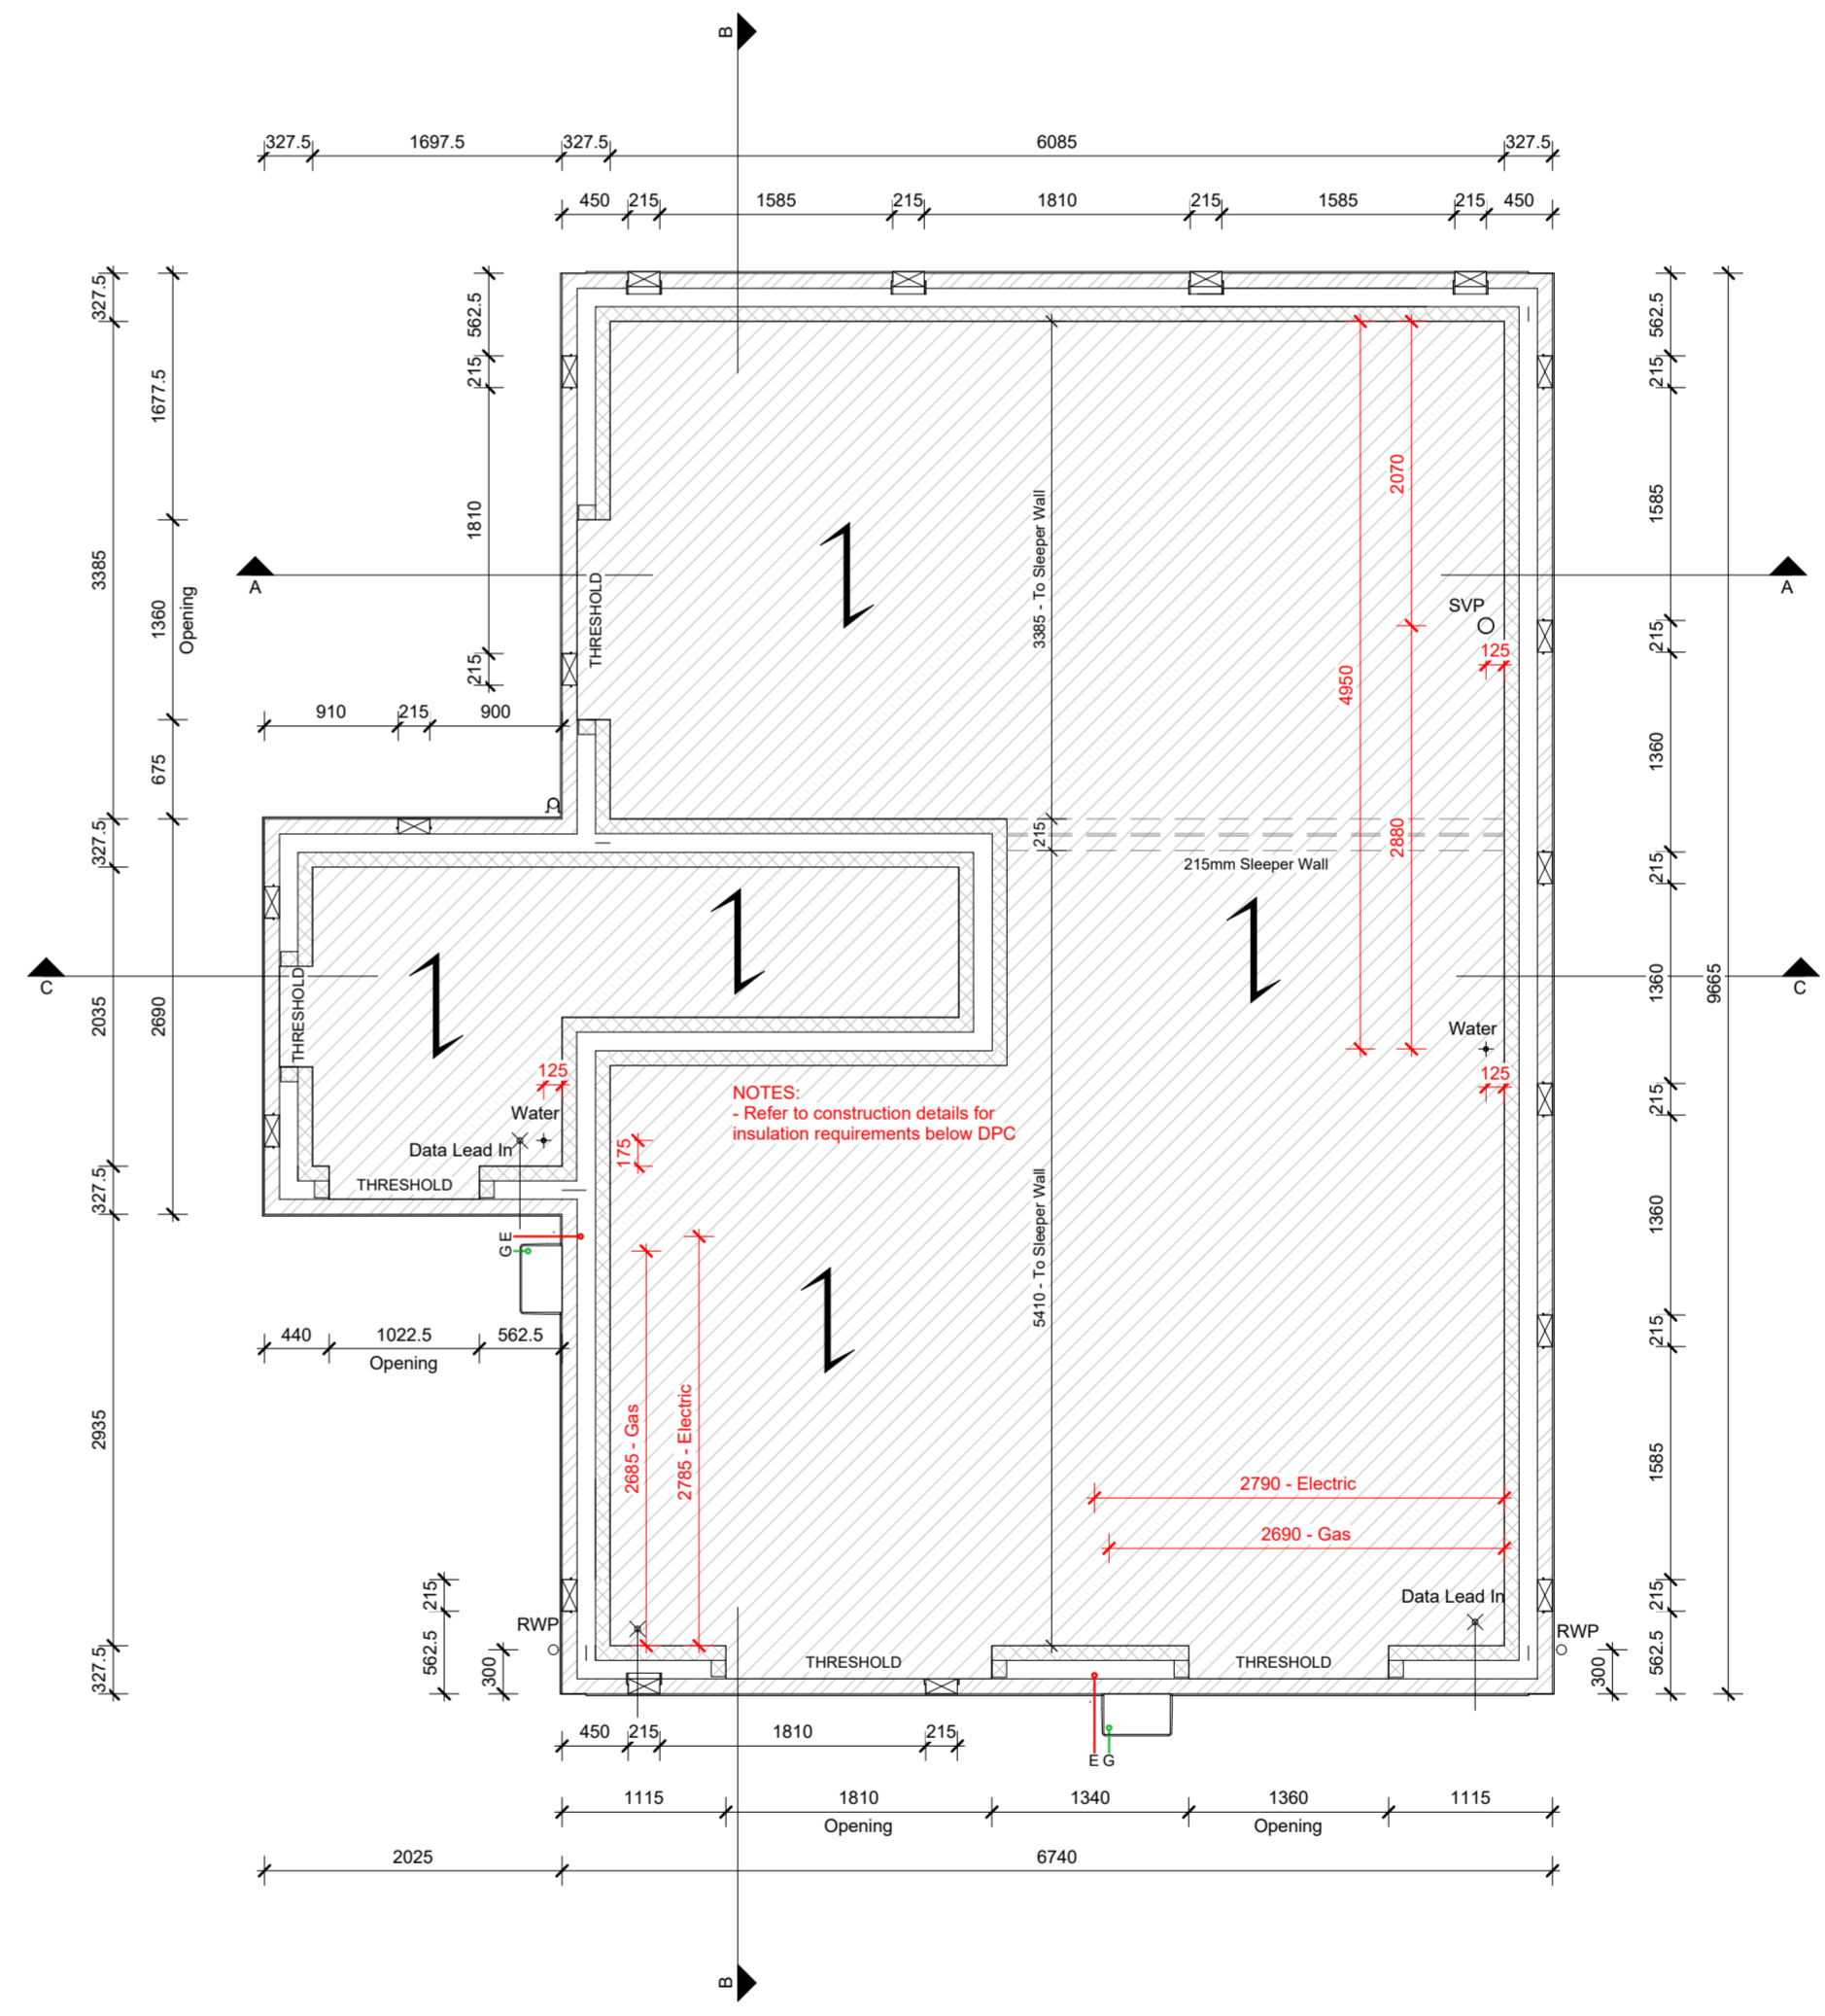 B
327.5 1697.5 327.5 6085 327.5
450 215 1585 215 1810 215 1585 215 450
327.5
3385
327.5
2035
327.5
2935
327.5
1677.5
1360
Opening
675
2690
562.5
215
1810
215
910 215 900
A
A
THRESHOLD
3385 - To Sleeper Wall
215
5410 - To Sleeper Wall
2070
4950
2880
SVP
125
215mm Sleeper Wall
C
C
THRESHOLD
125
Water
Data Lead In
THRESHOLD
Water
125
NOTES:
- Refer to construction details for
insulation requirements below DPC
175
E
G
440 1022.5 562.5
Opening
2685 - Gas
2785 - Electric
2790 - Electric
2690 - Gas
Data Lead In
RWP
RWP
THRESHOLD
THRESHOLD
215
562.5
300
300
562.5
215
1585
215
1360
215
1360
215
1360
215
1585
215
562.5
9665
450 215 1810 215
E G
1115 1810 1340 1360 1115
Opening Opening
2025 6740
B